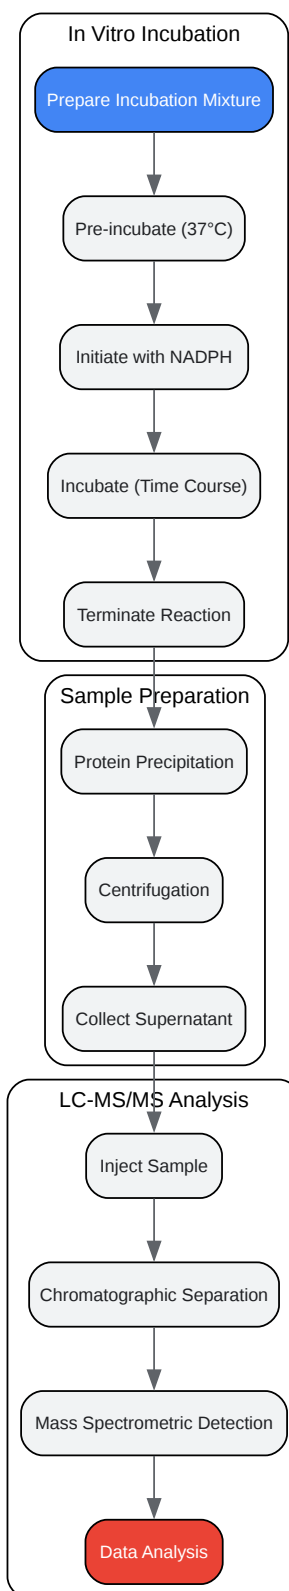 In Vitro Incubation
Prepare Incubation Mixture
Pre-incubate (37°C)
Initiate with NADPH
Incubate (Time Course)
Terminate Reaction
Sample Preparation
Protein Precipitation
Centrifugation
Collect Supernatant
LC-MS/MS Analysis
Inject Sample
Chromatographic Separation
Mass Spectrometric Detection
Data Analysis